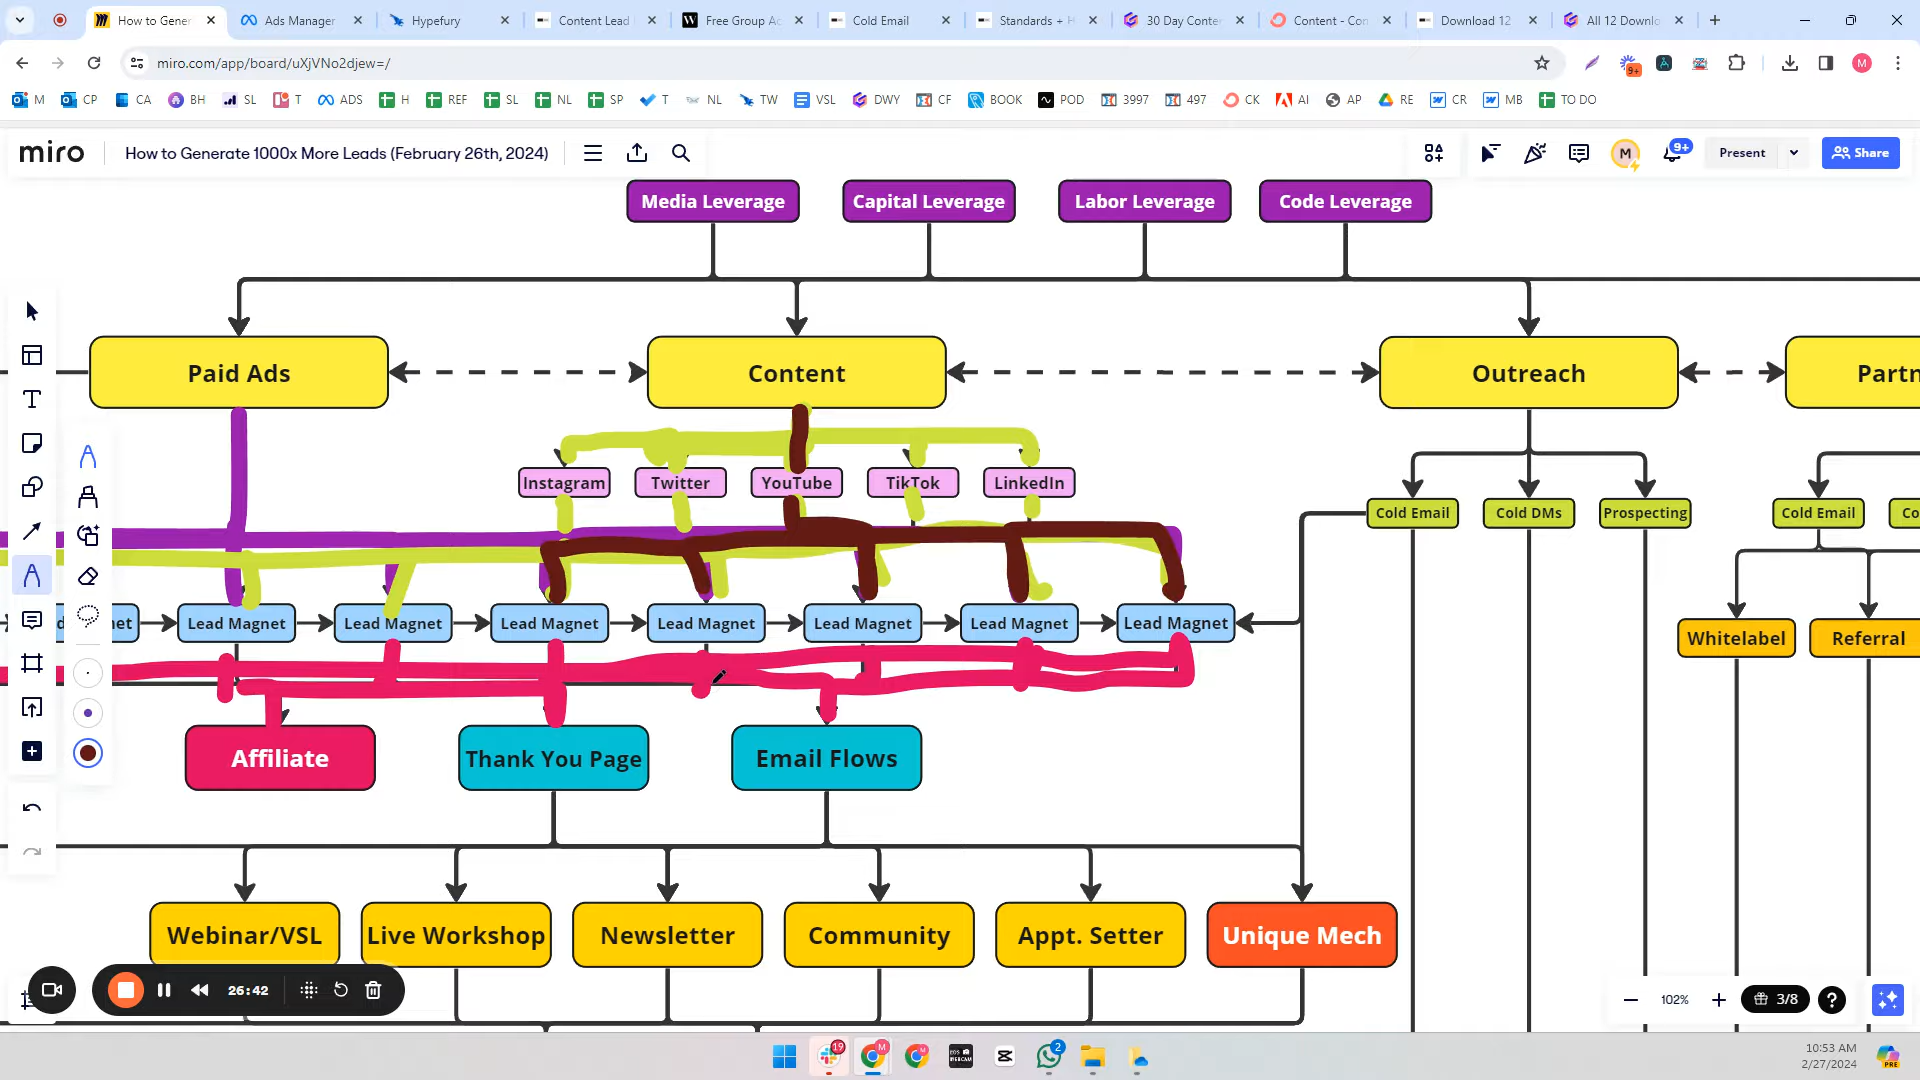 How to Gener
Ads Manager
Hypefury
Content Lead
Free Group Ac
Cold Email
Standards + H
30 Day Conte
Content - Con
Download 12
All 12 Downlo
miro.com/app/board/uXjVNo2djew=/
9+
M
M
CP
CA
BH
SL
T
ADS
H
REF
SL
NL
SP
T
NL
TW
VSL
DWY
CF
BOOK
POD
3997
497
CK
AI
AP
RE
CR
MB
TO DO
miro
How to Generate 1000x More Leads (February 26th, 2024)
M
9+
Present
Share
Media Leverage
Capital Leverage
Labor Leverage
Code Leverage
Paid Ads
Content
Outreach
Partn
Instagram
Twitter
YouTube
TikTok
LinkedIn
Cold Email
Cold DMs
Prospecting
Cold Email
Co
net
Lead Magnet
Lead Magnet
Lead Magnet
Lead Magnet
Lead Magnet
Lead Magnet
Lead Magnet
Whitelabel
Referral
Affiliate
Thank You Page
Email Flows
Webinar/VSL
Live Workshop
Newsletter
Community
Appt. Setter
Unique Mech
26:42
102%
3/8
?
19
M
M
2
10:53 AM
2/27/2024
PRE